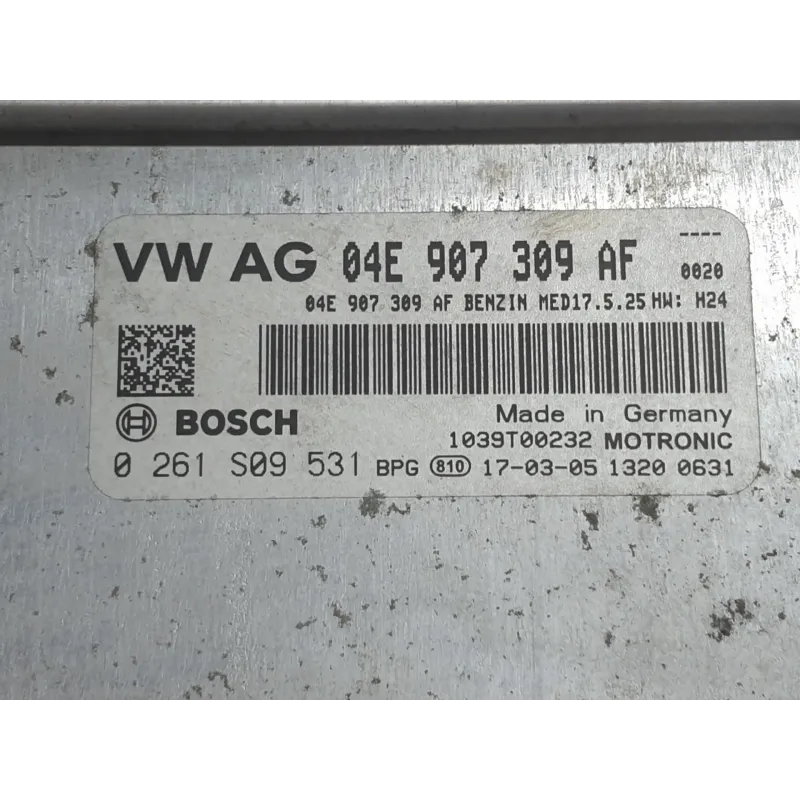 VW AG 04E 907 309 AF ----
0020
04E 907 309 AF BENZIN MED17.5.25 HW: H24
BOSCH
Made in Germany
1039T00232 MOTRONIC
0 261 S09 531 BPG 810 17-03-05 1320 0631